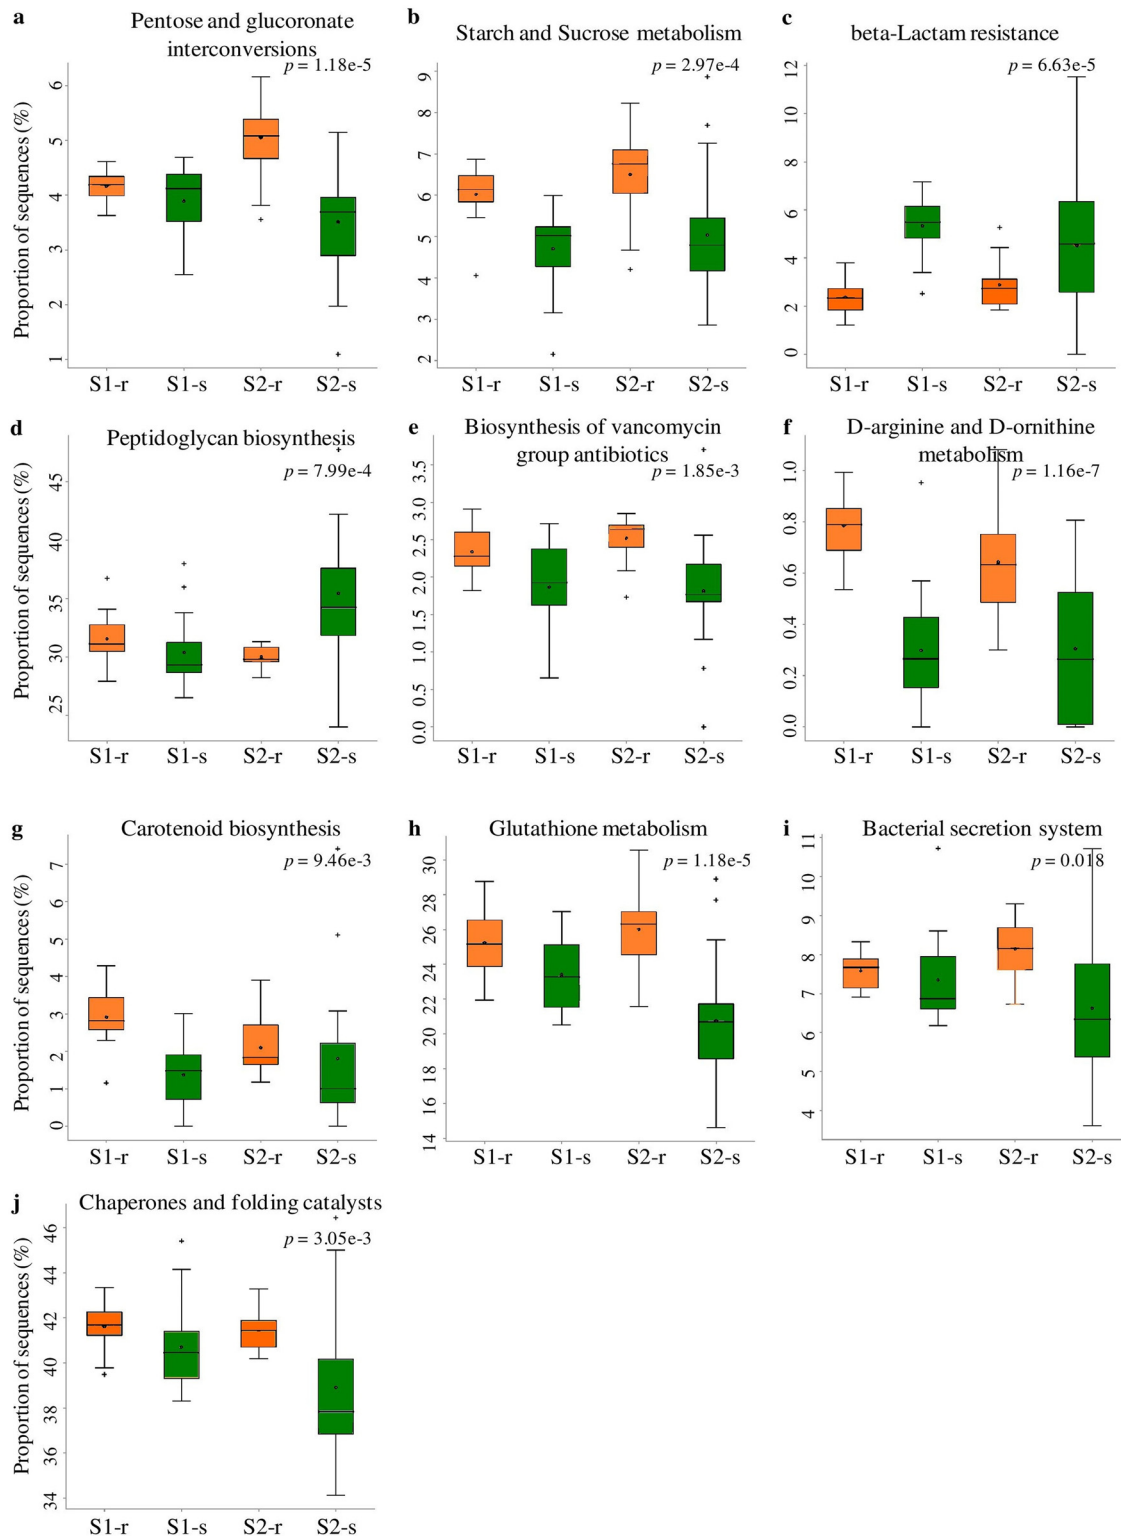 a
Pentose and glucoronate
interconversions
p = 1.18e-5
Proportion of sequences (%)
6
5
4
3
2
1
S1-r S1-s S2-r S2-s
b
Starch and Sucrose metabolism
p = 2.97e-4
9
8
7
6
5
4
3
2
S1-r S1-s S2-r S2-s
c
beta-Lactam resistance
p = 6.63e-5
12
10
8
6
4
2
0
S1-r S1-s S2-r S2-s
d
Peptidoglycan biosynthesis
p = 7.99e-4
Proportion of sequences (%)
45
40
35
30
25
S1-r S1-s S2-r S2-s
e
Biosynthesis of vancomycin
group antibiotics
p = 1.85e-3
3.5
3.0
2.5
2.0
1.5
1.0
0.5
0.0
S1-r S1-s S2-r S2-s
f
D-arginine and D-ornithine
metabolism
p = 1.16e-7
1.0
0.8
0.6
0.4
0.2
0.0
S1-r S1-s S2-r S2-s
g
Carotenoid biosynthesis
p = 9.46e-3
Proportion of sequences (%)
7
6
5
4
3
2
1
0
S1-r S1-s S2-r S2-s
h
Glutathione metabolism
p = 1.18e-5
30
28
26
24
22
20
18
16
14
S1-r S1-s S2-r S2-s
i
Bacterial secretion system
p = 0.018
11
10
9
8
7
6
5
4
S1-r S1-s S2-r S2-s
j
Chaperones and folding catalysts
p = 3.05e-3
Proportion of sequences (%)
46
44
42
40
38
36
34
S1-r S1-s S2-r S2-s